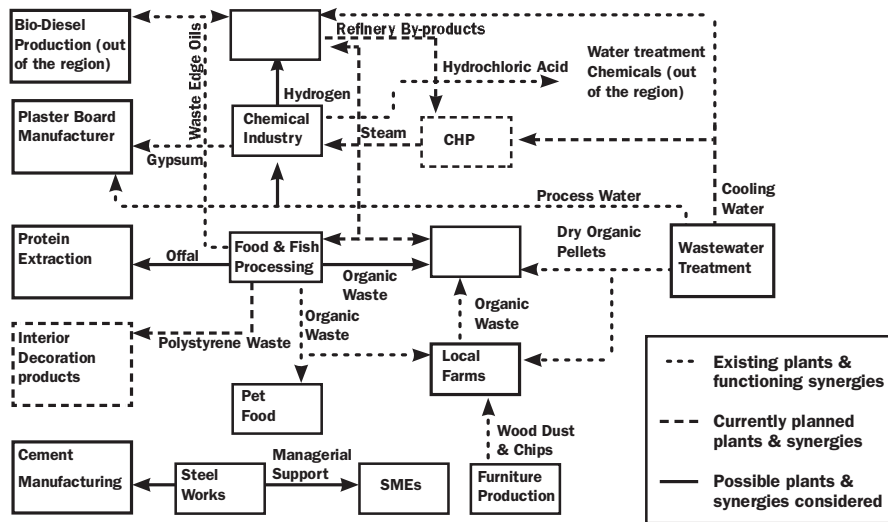 Bio-Diesel
Production (out
of the region)
Waste Edge Oils
Refinery By-products
Hydrochloric Acid
Water treatment
Chemicals (out
of the region)
Hydrogen
Plaster Board
Manufacturer
Chemical
Industry
Steam
CHP
Gypsum
Process Water
Cooling
Water
Protein
Extraction
Offal
Food & Fish
Processing
Organic
Waste
Dry Organic
Pellets
Wastewater
Treatment
Organic
Waste
Organic
Waste
Interior
Decoration
products
Polystyrene Waste
Local
Farms
Pet
Food
Wood Dust
& Chips
Cement
Manufacturing
Steel
Works
Managerial
Support
SMEs
Furniture
Production
Existing plants &
functioning synergies
Currently planned
plants & synergies
Possible plants &
synergies considered